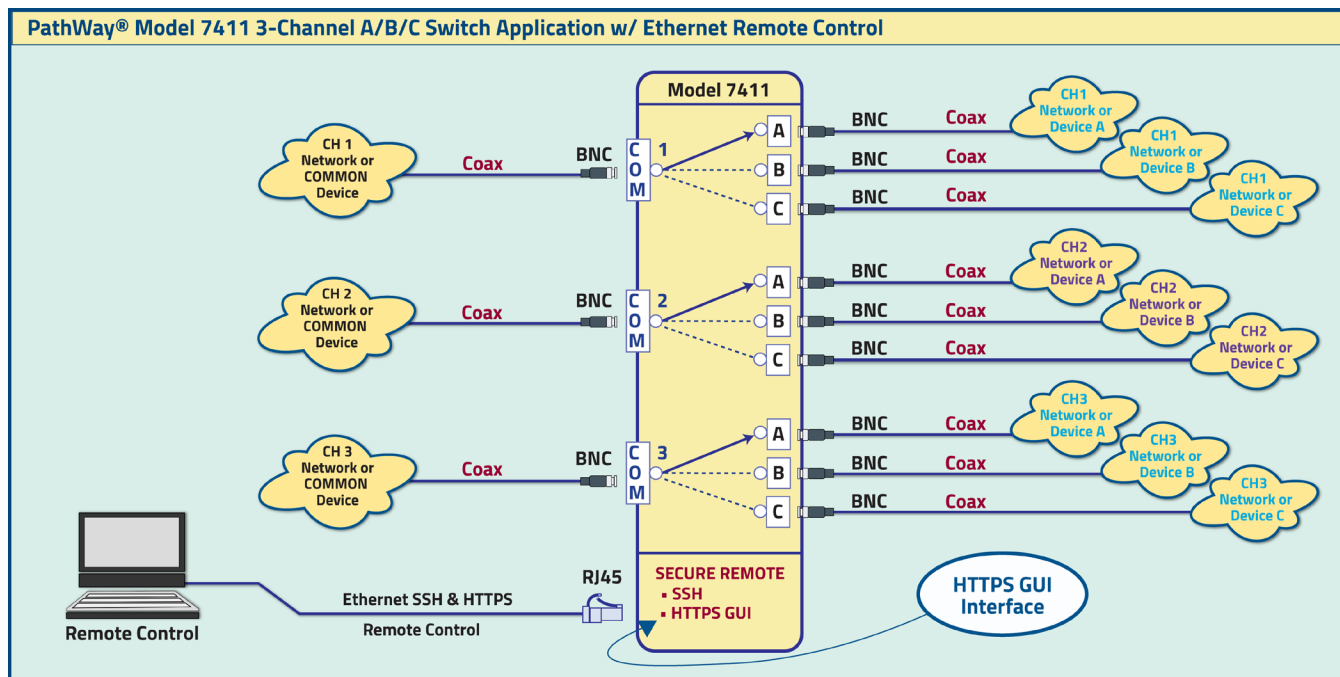 PathWay® Model 7411 3-Channel A/B/C Switch Application w/ Ethernet Remote Control
Model 7411
CH 1
Network or
COMMON
Device
Coax
BNC
COM
1
A
B
C
BNC
Coax
CH1
Network or
Device A
BNC
Coax
CH1
Network or
Device B
BNC
Coax
CH1
Network or
Device C
CH 2
Network or
COMMON
Device
Coax
BNC
COM
2
A
B
C
BNC
Coax
CH2
Network or
Device A
BNC
Coax
CH2
Network or
Device B
BNC
Coax
CH2
Network or
Device C
CH 3
Network or
COMMON
Device
Coax
BNC
COM
3
A
B
C
BNC
Coax
CH3
Network or
Device A
BNC
Coax
CH3
Network or
Device B
BNC
Coax
CH3
Network or
Device C
Remote Control
Ethernet SSH & HTTPS
Remote Control
RJ45
SECURE REMOTE
▪ SSH
▪ HTTPS GUI
HTTPS GUI
Interface